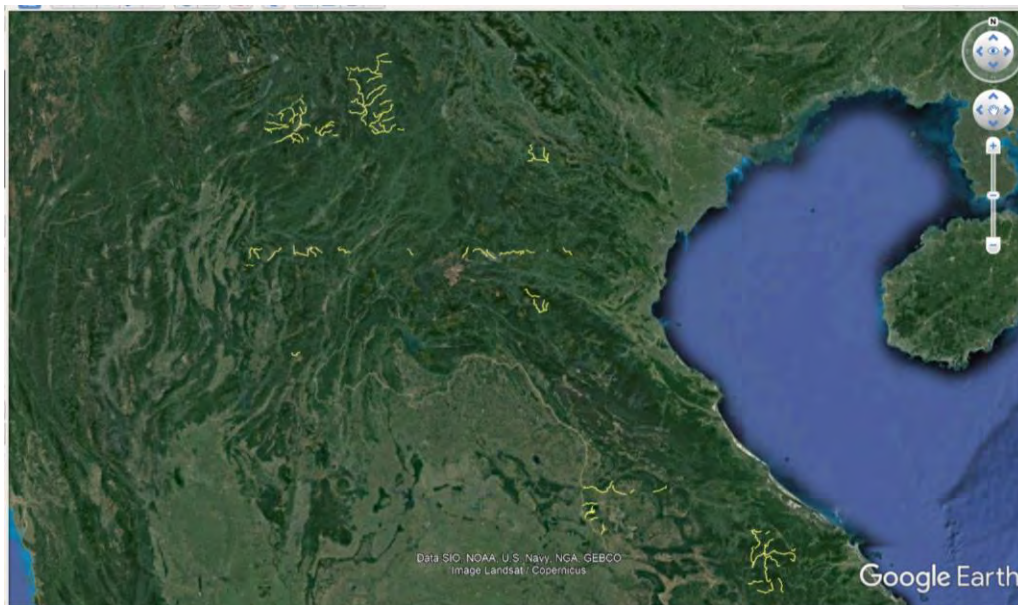 N
Data SIO, NOAA, U.S. Navy, NGA, GEBCO
Image Landsat / Copernicus
Google Earth